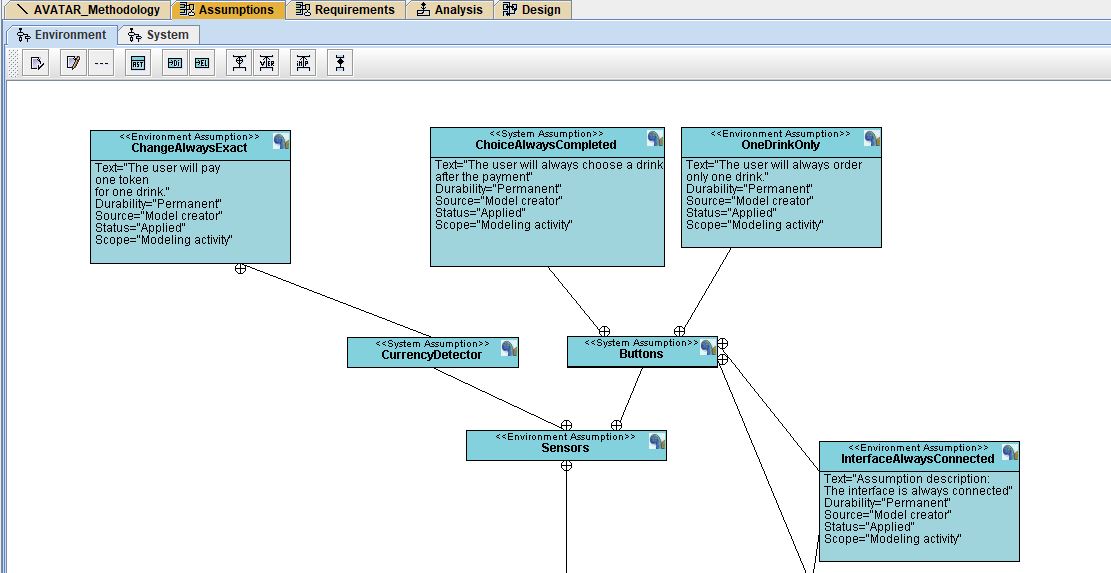 AVATAR_Methodology
Assumptions
Requirements
Analysis
Design
Environment
System
AST
<<Environment Assumption>>
ChangeAlwaysExact
Text="The user will pay
one token
for one drink."
Durability="Permanent"
Source="Model creator"
Status="Applied"
Scope="Modeling activity"
<<System Assumption>>
ChoiceAlwaysCompleted
Text="The user will always choose a drink
after the payment"
Durability="Permanent"
Source="Model creator"
Status="Applied"
Scope="Modeling activity"
<<Environment Assumption>>
OneDrinkOnly
Text="The user will always order
only one drink."
Durability="Permanent"
Source="Model creator"
Status="Applied"
Scope="Modeling activity"
<<System Assumption>>
CurrencyDetector
<<System Assumption>>
Buttons
<<Environment Assumption>>
Sensors
<<Environment Assumption>>
InterfaceAlwaysConnected
Text="Assumption description:
The interface is always connected"
Durability="Permanent"
Source="Model creator"
Status="Applied"
Scope="Modeling activity"